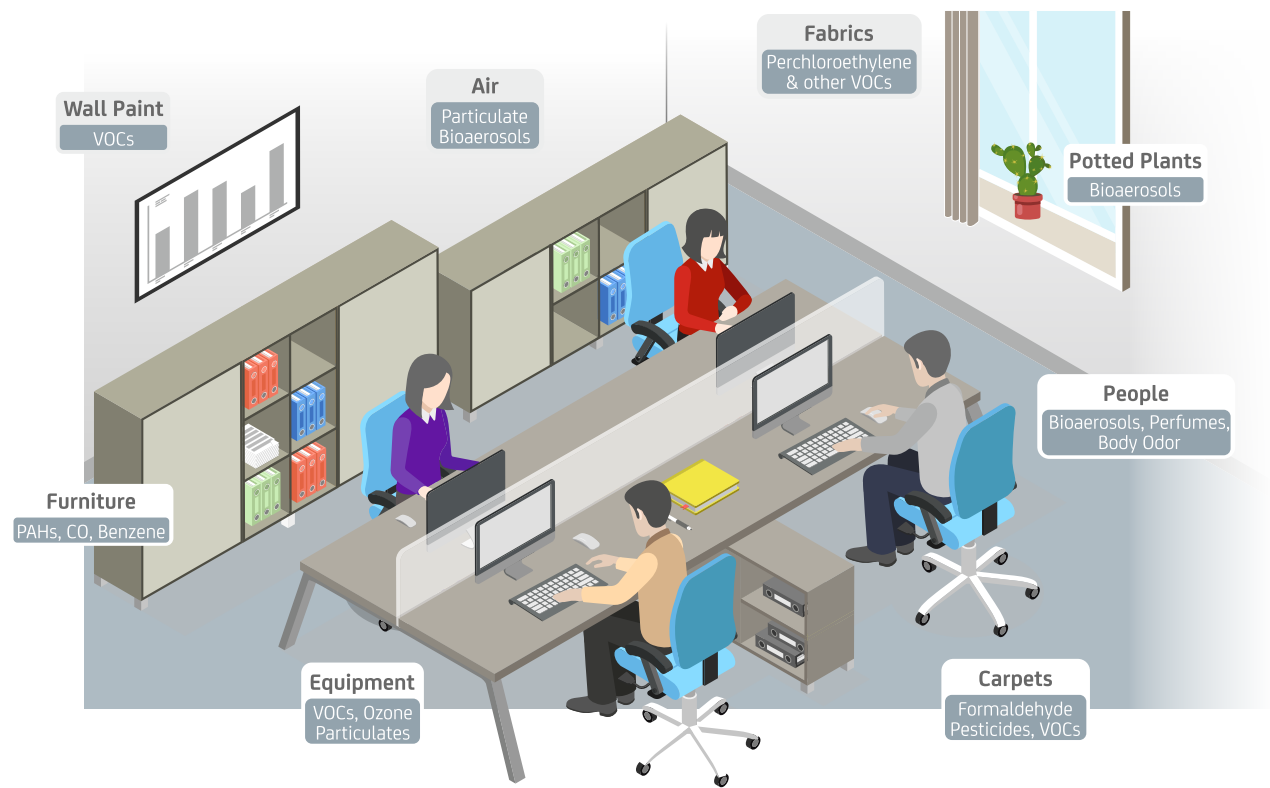 Fabrics
Perchloroethylene
& other VOCs
Air
Particulate
Bioaerosols
Wall Paint
VOCs
Potted Plants
Bioaerosols
People
Bioaerosols, Perfumes,
Body Odor
Furniture
PAHs, CO, Benzene
Equipment
VOCs, Ozone
Particulates
Carpets
Formaldehyde
Pesticides, VOCs